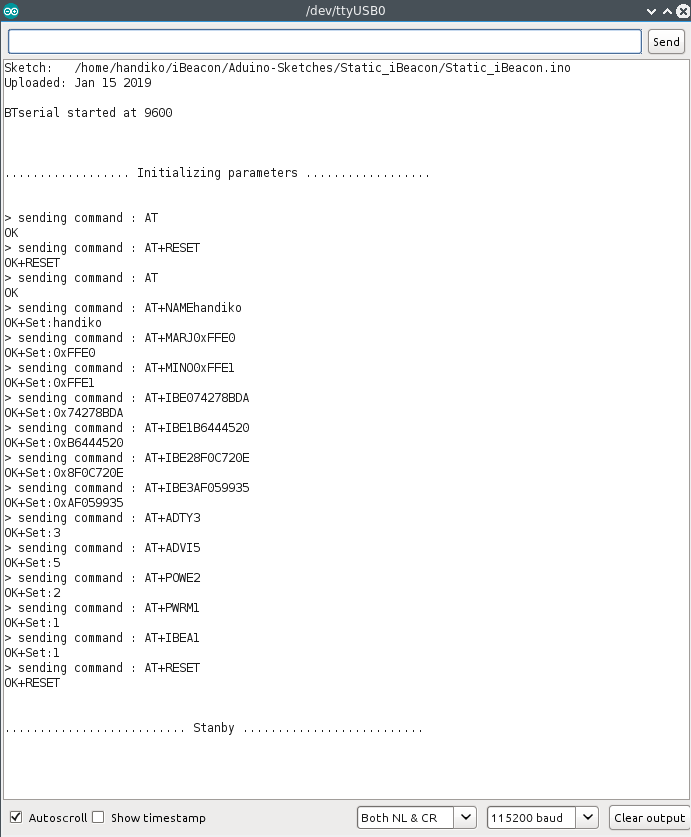 /dev/ttyUSB0
Send
Sketch:   /home/handiko/iBeacon/Aduino-Sketches/Static_iBeacon/Static_iBeacon.ino
Uploaded: Jan 15 2019
BTserial started at 9600
.................. Initializing parameters ..................
> sending command : AT
OK
> sending command : AT+RESET
OK+RESET
> sending command : AT
OK
> sending command : AT+NAMEhandiko
OK+Set:handiko
> sending command : AT+MARJ0xFFE0
OK+Set:0xFFE0
> sending command : AT+MINO0xFFE1
OK+Set:0xFFE1
> sending command : AT+IBE074278BDA
OK+Set:0x74278BDA
> sending command : AT+IBE1B6444520
OK+Set:0xB6444520
> sending command : AT+IBE28F0C720E
OK+Set:0x8F0C720E
> sending command : AT+IBE3AF059935
OK+Set:0xAF059935
> sending command : AT+ADTY3
OK+Set:3
> sending command : AT+ADVI5
OK+Set:5
> sending command : AT+POWE2
OK+Set:2
> sending command : AT+PWRM1
OK+Set:1
> sending command : AT+IBEA1
OK+Set:1
> sending command : AT+RESET
OK+RESET
.......................... Stanby ..........................
Autoscroll Show timestamp Both NL & CR 115200 baud Clear output